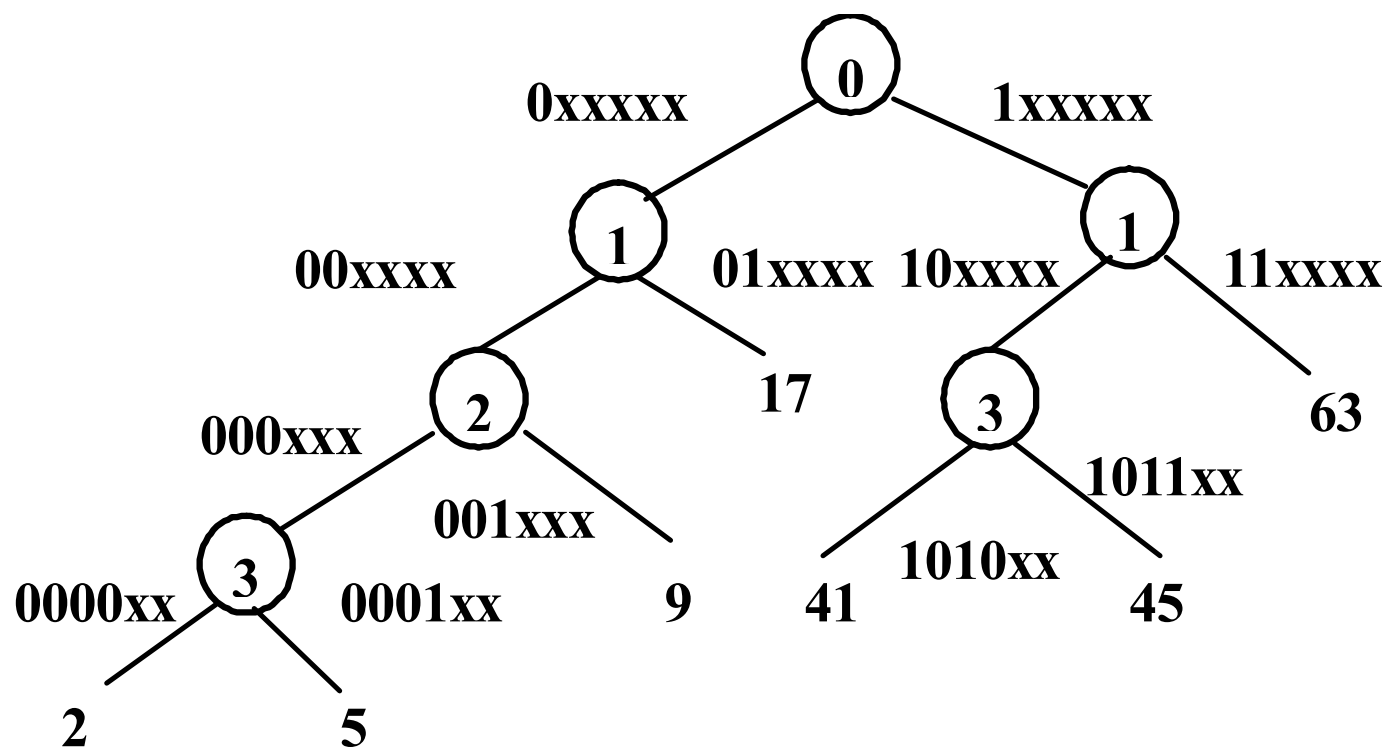 0
0xxxxx 1xxxxx
1 1
00xxxx 01xxxx 10xxxx 11xxxx
2 17 3 63
000xxx 001xxx 1011xx
3 9 41 1010xx 45
0000xx 0001xx
2 5